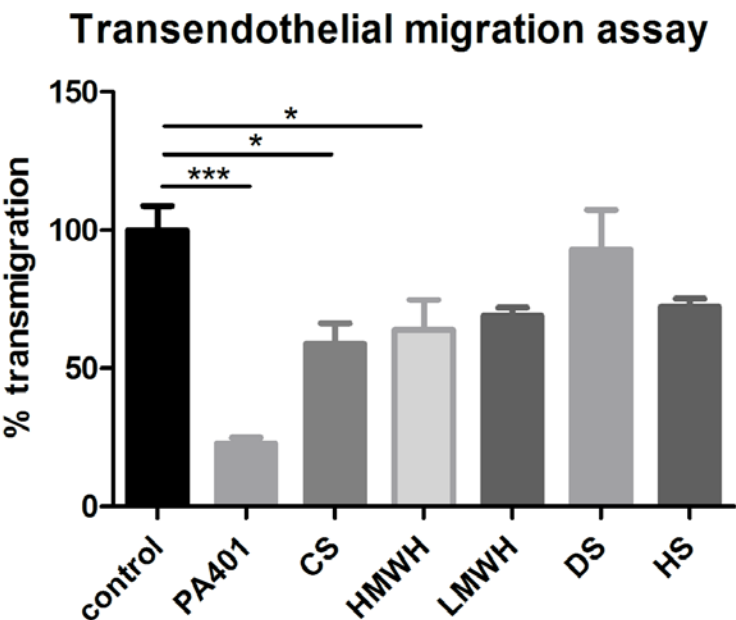 Transendothelial migration assay
% transmigration
150
100
50
0
*
*
***
control
PA401
CS
HMWH
LMWH
DS
HS